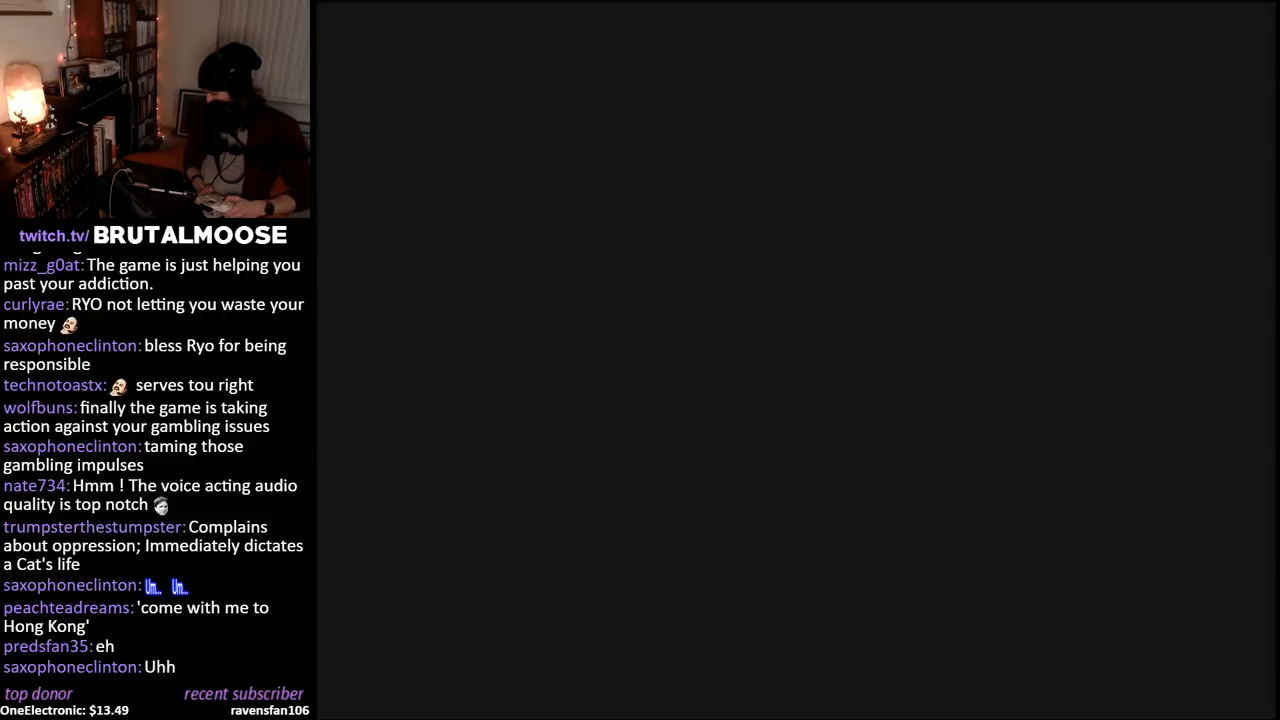 twitch.tv/ BRUTALMOOSE
mizz_g0at: The game is just helping you
past your addiction.
curlyrae: RYO not letting you waste your
money
saxophoneclinton: bless Ryo for being
responsible
technotoastx: serves tou right
wolfbuns: finally the game is taking
action against your gambling issues
saxophoneclinton: taming those
gambling impulses
nate734: Hmm ! The voice acting audio
quality is top notch
trumpsterthestumpster: Complains
about oppression; Immediately dictates
a Cat's life
saxophoneclinton: Um... Um...
peachteadreams: 'come with me to
Hong Kong'
predsfan35: eh
saxophoneclinton: Uhh
top donor recent subscriber
OneElectronic: $13.49 ravensfan106